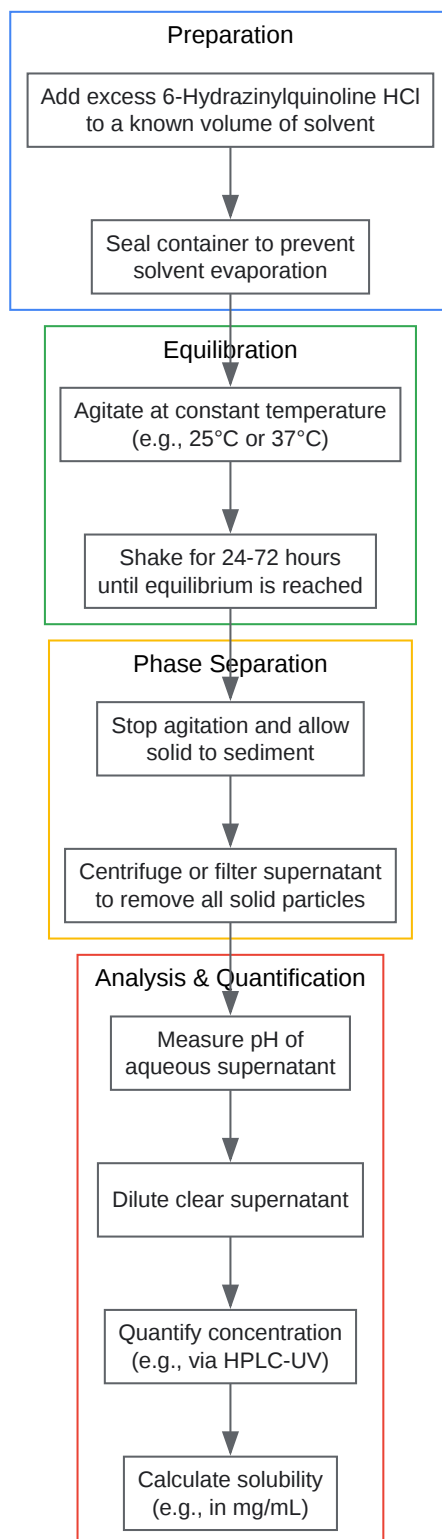 Preparation
Add excess 6-Hydrazinylquinoline HCl
to a known volume of solvent
Seal container to prevent
solvent evaporation
Equilibration
Agitate at constant temperature
(e.g., 25°C or 37°C)
Shake for 24-72 hours
until equilibrium is reached
Phase Separation
Stop agitation and allow
solid to sediment
Centrifuge or filter supernatant
to remove all solid particles
Analysis & Quantification
Measure pH of
aqueous supernatant
Dilute clear supernatant
Quantify concentration
(e.g., via HPLC-UV)
Calculate solubility
(e.g., in mg/mL)